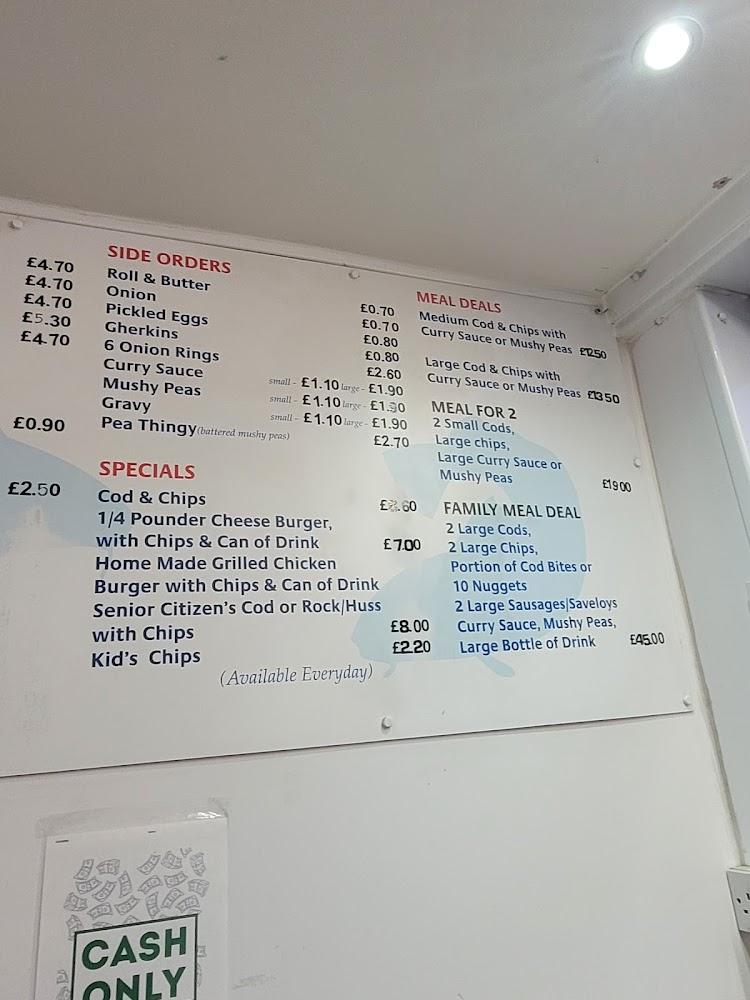 £4.70
£4.70
£4.70
£5.30
£4.70
£0.90
£2.50
SIDE ORDERS
Roll & Butter £0.70
Onion £0.70
Pickled Eggs £0.80
Gherkins £0.80
6 Onion Rings £2.60
Curry Sauce small - £1.10 large - £1.90
Mushy Peas small - £1.10 large - £1.90
Gravy small - £1.10 large - £1.90
Pea Thingy (battered mushy peas) £2.70
SPECIALS
Cod & Chips
1/4 Pounder Cheese Burger,
with Chips & Can of Drink £7.00
Home Made Grilled Chicken
Burger with Chips & Can of Drink
Senior Citizen's Cod or Rock/Huss
with Chips £8.00
Kid's Chips £2.20
(Available Everyday)
MEAL DEALS
Medium Cod & Chips with
Curry Sauce or Mushy Peas £12.50
Large Cod & Chips with
Curry Sauce or Mushy Peas £13.50
MEAL FOR 2
2 Small Cods,
Large chips,
Large Curry Sauce or
Mushy Peas £19.00
FAMILY MEAL DEAL
2 Large Cods,
2 Large Chips,
Portion of Cod Bites or
10 Nuggets
2 Large Sausages/Saveloys
Curry Sauce, Mushy Peas,
Large Bottle of Drink £45.00
CASH
ONLY